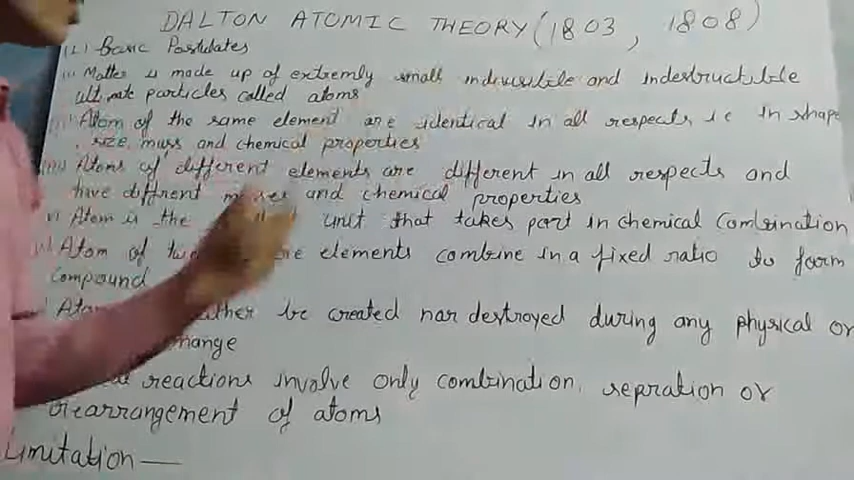 DALTON ATOMIC THEORY (1803, 1808)
(1) Basic Postulates
(i) Matter is made up of extremly small indivisible and indestructible
ultimate particles called atoms
Atom of the same element are identical in all respects i.e in shape
, size, mass and chemical properties
(iii) Atoms of different elements are different in all respects and
have diffrent masses and chemical properties
Atom is the unit that takes part in chemical combination
Atom of two elements combine in a fixed ratio to form
compound
be created nor destroyed during any physical or
reactions involve only combination, sepration or
rearrangement of atoms
Limitation —